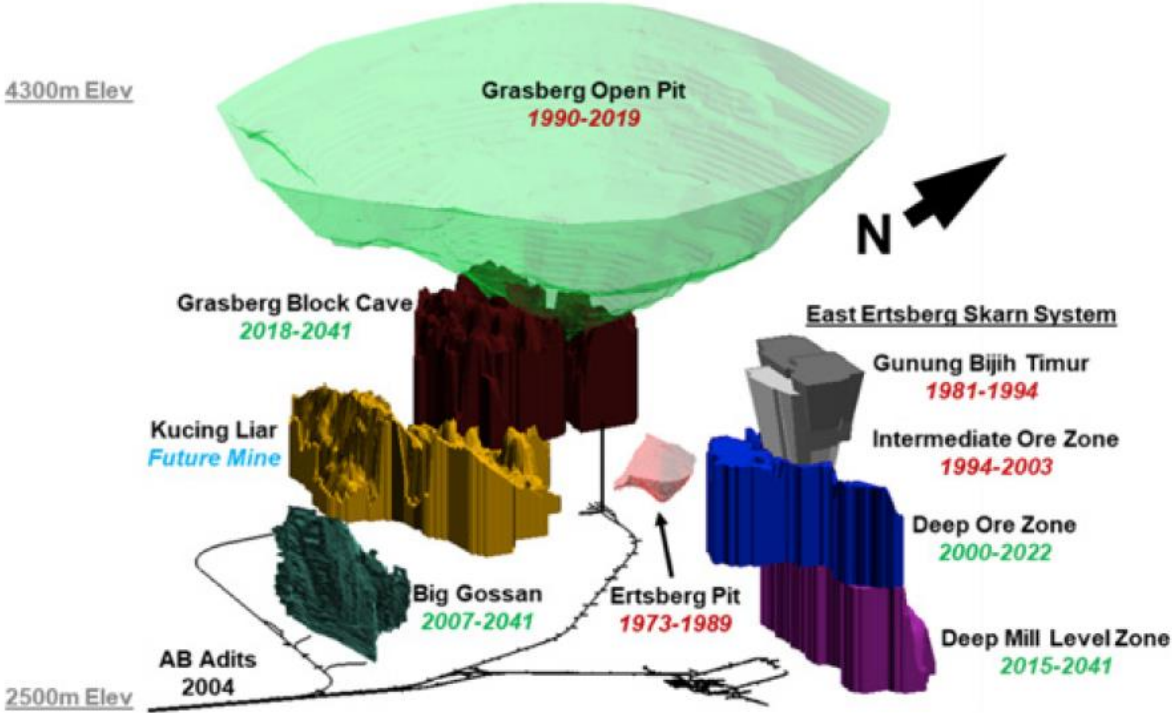 4300m Elev
Grasberg Open Pit
1990-2019
N
Grasberg Block Cave
2018-2041
East Ertsberg Skarn System
Gunung Bijih Timur
1981-1994
Kucing Liar
Future Mine
Intermediate Ore Zone
1994-2003
Deep Ore Zone
2000-2022
Big Gossan
2007-2041
Ertsberg Pit
1973-1989
Deep Mill Level Zone
2015-2041
AB Adits
2004
2500m Elev